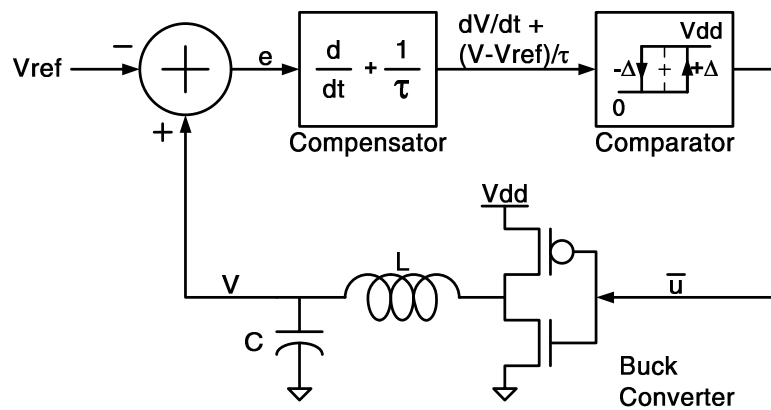 dV/dt +
(V-Vref)/τ
Vref
−
+
e
d
dt
+
1
τ
Vdd
-Δ
+
+Δ
0
+
Compensator
Comparator
Vdd
L
V
u̅
C
Buck
Converter